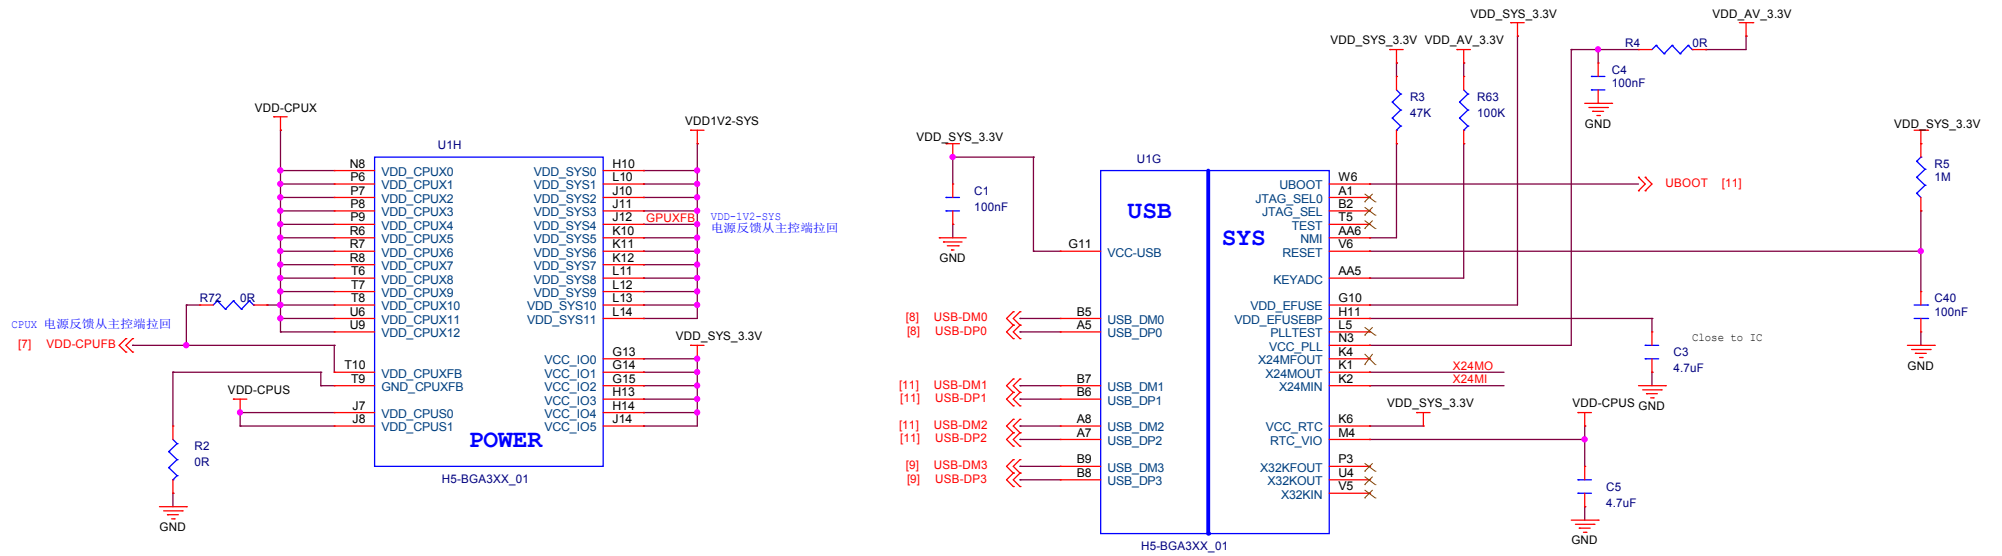 VDD-CPUX
U1H
N8 VDD_CPUX0
P6 VDD_CPUX1
P7 VDD_CPUX2
P8 VDD_CPUX3
P9 VDD_CPUX4
R6 VDD_CPUX5
R7 VDD_CPUX6
R8 VDD_CPUX7
T6 VDD_CPUX8
T7 VDD_CPUX9
T8 VDD_CPUX10
U6 VDD_CPUX11
U9 VDD_CPUX12
R72 0R
CPUX 电源反馈从主控端拉回
[7] VDD-CPUFB
T10 VDD_CPUXFB
T9 GND_CPUXFB
VDD-CPUS
J7 VDD_CPUS0
J8 VDD_CPUS1
R2
0R
GND
POWER
H5-BGA3XX_01
VDD1V2-SYS
VDD_SYS0 H10
VDD_SYS1 L10
VDD_SYS2 J10
VDD_SYS3 J11
VDD_SYS4 J12 GPUXFB
VDD_SYS5 K10
VDD_SYS6 K11
VDD_SYS7 K12
VDD_SYS8 L11
VDD_SYS9 L12
VDD_SYS10 L13
VDD_SYS11 L14
VDD-1V2-SYS
电源反馈从主控端拉回
VDD_SYS_3.3V
VCC_IO0 G13
VCC_IO1 G14
VCC_IO2 G15
VCC_IO3 H13
VCC_IO4 H14
VCC_IO5 J14
VDD_SYS_3.3V
C1
100nF
GND
U1G
USB
G11 VCC-USB
[8] USB-DM0 B5 USB_DM0
[8] USB-DP0 A5 USB_DP0
[11] USB-DM1 B7 USB_DM1
[11] USB-DP1 B6 USB_DP1
[11] USB-DM2 A8 USB_DM2
[11] USB-DP2 A7 USB_DP2
[9] USB-DM3 B9 USB_DM3
[9] USB-DP3 B8 USB_DP3
H5-BGA3XX_01
SYS
UBOOT W6
JTAG_SEL0 A1
JTAG_SEL B2
TEST T5
NMI AA6
RESET V6
KEYADC AA5
VDD_EFUSE G10
VDD_EFUSEBP H11
PLLTEST L5
VCC_PLL N3
X24MFOUT K4
X24MOUT K1 X24MO
X24MIN K2 X24MI
VCC_RTC K6
RTC_VIO M4
X32KFOUT P3
X32KOUT U4
X32KIN V5
VDD_SYS_3.3V
R3
47K
VDD_AV_3.3V
R63
100K
VDD_SYS_3.3V
VDD_AV_3.3V
R4 0R
C4
100nF
GND
UBOOT [11]
VDD_SYS_3.3V
R5
1M
C40
100nF
GND
Close to IC
C3
4.7uF
GND
VDD_SYS_3.3V
VDD-CPUS
C5
4.7uF
GND